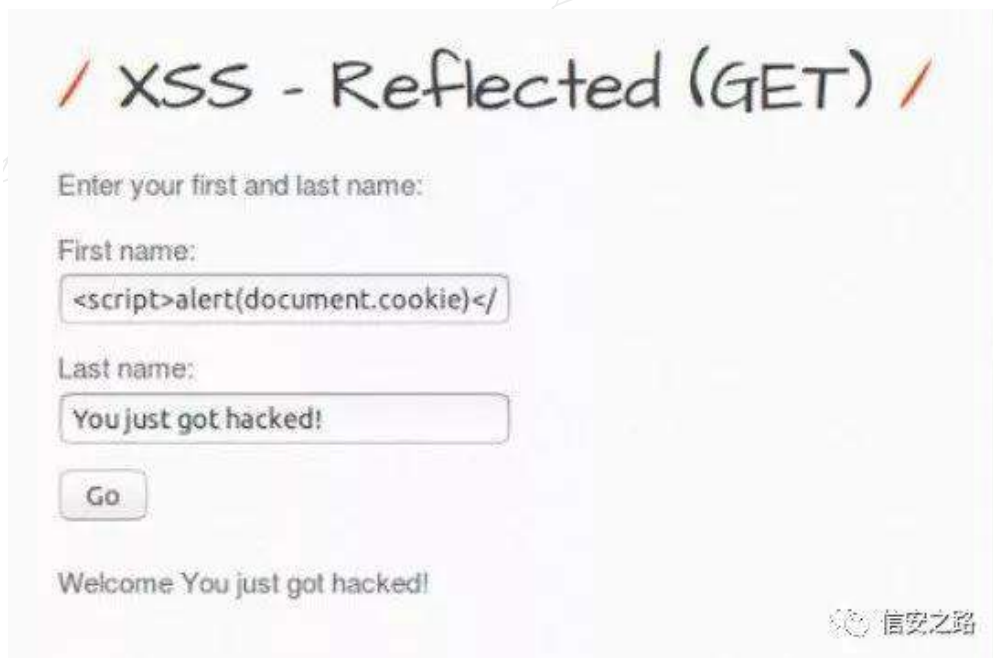 / XSS - Reflected (GET) /
Enter your first and last name:
First name:
<script>alert(document.cookie)</
Last name:
You just got hacked!
Go
Welcome You just got hacked!
信安之路